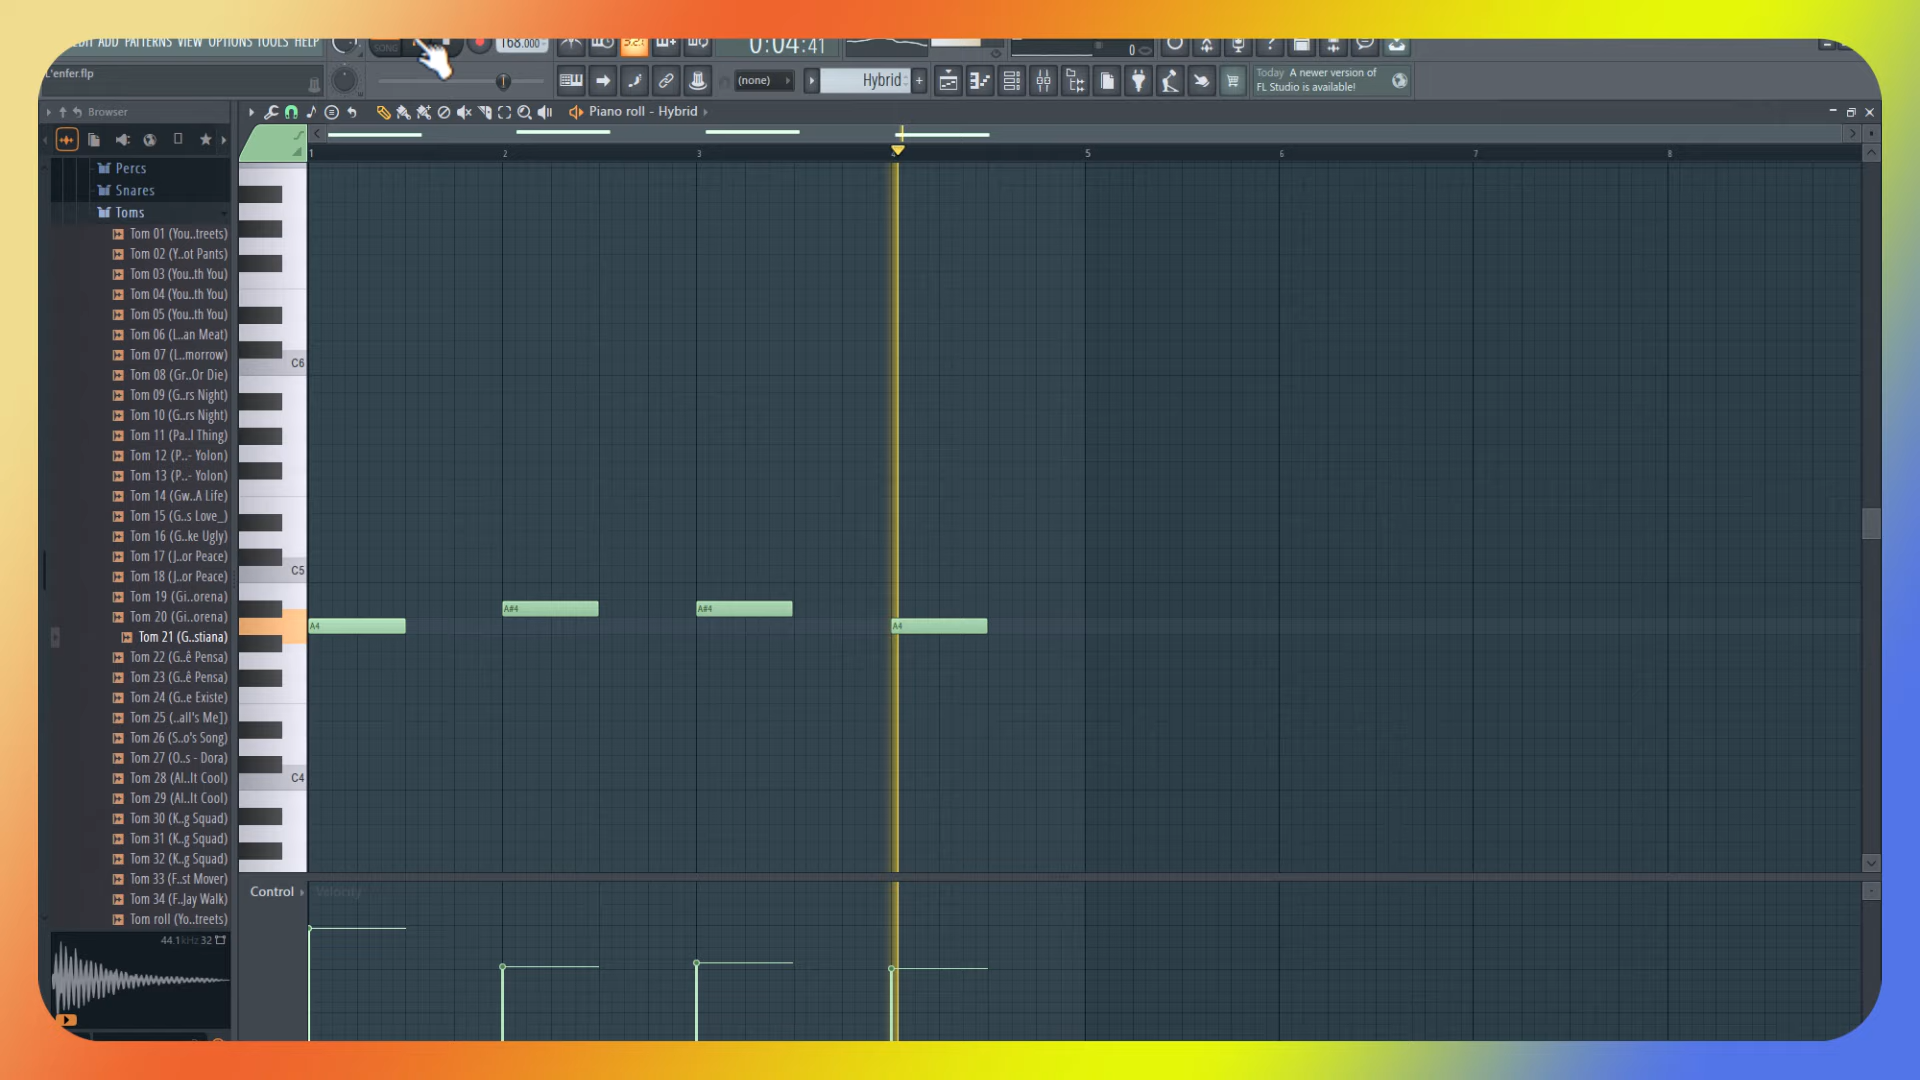 EDIT ADD PATTERNS VIEW OPTIONS TOOLS HELP
SONG
168.000
3.2.
0:04:41
0
L'enfer.flp
(none)
Hybrid
+
Today A newer version of
FL Studio is available!
Browser
Piano roll - Hybrid
1 2 3 4 5 6 7 8
Percs
Snares
Toms
Tom 01 (You..treets)
Tom 02 (Y..ot Pants)
Tom 03 (You..th You)
Tom 04 (You..th You)
Tom 05 (You..th You)
Tom 06 (L..an Meat)
Tom 07 (L...morrow)
Tom 08 (Gr..Or Die)
Tom 09 (G..rs Night)
Tom 10 (G..rs Night)
Tom 11 (Pa..l Thing)
Tom 12 (P..- Yolon)
Tom 13 (P..- Yolon)
Tom 14 (Gw..A Life)
Tom 15 (G..s Love_)
Tom 16 (G..ke Ugly)
Tom 17 (J..or Peace)
Tom 18 (J..or Peace)
Tom 19 (Gi..orena)
Tom 20 (Gi..orena)
Tom 21 (G..stiana)
Tom 22 (G..ê Pensa)
Tom 23 (G..ê Pensa)
Tom 24 (G..e Existe)
Tom 25 (..all's Me])
Tom 26 (S..o's Song)
Tom 27 (O..s - Dora)
Tom 28 (Al..It Cool)
Tom 29 (Al..It Cool)
Tom 30 (K..g Squad)
Tom 31 (K..g Squad)
Tom 32 (K..g Squad)
Tom 33 (F..st Mover)
Tom 34 (F..Jay Walk)
Tom roll (Yo..treets)
44.1kHz 32
C6
C5
C4
A4
A#4
A#4
A4
Control
Velocity